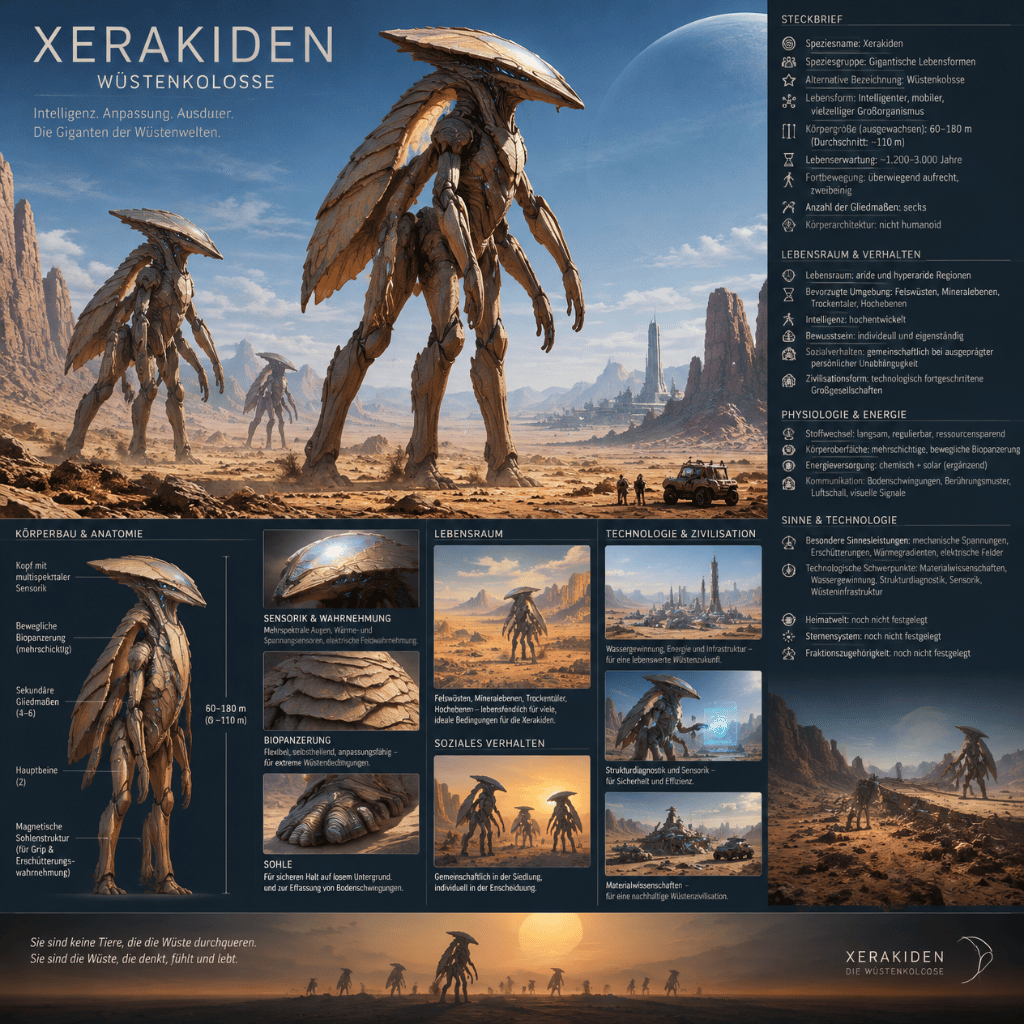 XERAKIDEN
WÜSTENKOLOSSE
Intelligenz. Anpassung. Ausdauer.
Die Giganten der Wüstenwelten.
STECKBRIEF
Speziesname: Xerakiden
Speziesgruppe: Gigantische Lebensformen
Alternative Bezeichnung: Wüstenkolosse
Lebensform: Intelligenter, mobiler,
vielzelliger Großorganismus
Körpergröße (ausgewachsen): 60–180 m
(Durchschnitt: ~110 m)
Lebenserwartung: ~1.200–3.000 Jahre
Fortbewegung: überwiegend aufrecht,
zweibeinig
Anzahl der Gliedmaßen: sechs
Körperarchitektur: nicht humanoid
LEBENSRAUM & VERHALTEN
Lebensraum: aride und hyperaride Regionen
Bevorzugte Umgebung: Felswüsten, Mineralebenen,
Trockentäler, Hochebenen
Intelligenz: hochentwickelt
Bewusstsein: individuell und eigenständig
Sozialverhalten: gemeinschaftlich bei ausgeprägter
persönlicher Unabhängigkeit
Zivilisationsform: technologisch fortgeschrittene
Großgesellschaften
PHYSIOLOGIE & ENERGIE
Stoffwechsel: langsam, regulierbar, ressourcensparend
Körperoberfläche: mehrschichtige, bewegliche Biopanzerung
Energieversorgung: chemisch + solar (ergänzend)
Kommunikation: Bodenschwingungen, Berührungsmuster,
Luftschall, visuelle Signale
SINNE & TECHNOLOGIE
Besondere Sinnesleistungen: mechanische Spannungen,
Erschütterungen, Wärmegradienten, elektrische Felder
Technologische Schwerpunkte: Materialwissenschaften,
Wassergewinnung, Strukturdiagnostik, Sensorik,
Wüsteninfrastruktur
Heimatwelt: noch nicht festgelegt
Sternensystem: noch nicht festgelegt
Fraktionszugehörigkeit: noch nicht festgelegt
KÖRPERBAU & ANATOMIE
Kopf mit
multispektraler
Sensorik
Bewegliche
Biopanzerung
(mehrschichtig)
Sekundäre
Gliedmaßen
(4–6)
Hauptbeine
(2)
Magnetische
Sohlenstruktur
(für Grip &
Erschütterungs-
wahrnehmung)
60–180 m
(Ø ~110 m)
SENSORIK & WAHRNEHMUNG
Mehrspektrale Augen, Wärme- und
Spannungssensoren, elektrische Feldwahrnehmung.
BIOPANZERUNG
Flexibel, selbstheilend, anpassungsfähig –
für extreme Wüstenbedingungen.
SOHLE
Für sicheren Halt auf losem Untergrund
und zur Erfassung von Bodenschwingungen.
LEBENSRAUM
Felswüsten, Mineralebenen, Trockentäler,
Hochebenen – lebensfeindlich für viele,
ideale Bedingungen für die Xerakiden.
SOZIALES VERHALTEN
Gemeinschaftlich in der Siedlung,
individuell in der Entscheidung.
TECHNOLOGIE & ZIVILISATION
Wassergewinnung, Energie und Infrastruktur –
für eine lebenswerte Wüstenzukunft.
Strukturdiagnostik und Sensorik –
für Sicherheit und Effizienz.
Materialwissenschaften –
für eine nachhaltige Wüstenzivilisation.
Sie sind keine Tiere, die die Wüste durchqueren.
Sie sind die Wüste, die denkt, fühlt und lebt.
XERAKIDEN
DIE WÜSTENKOLOSSE